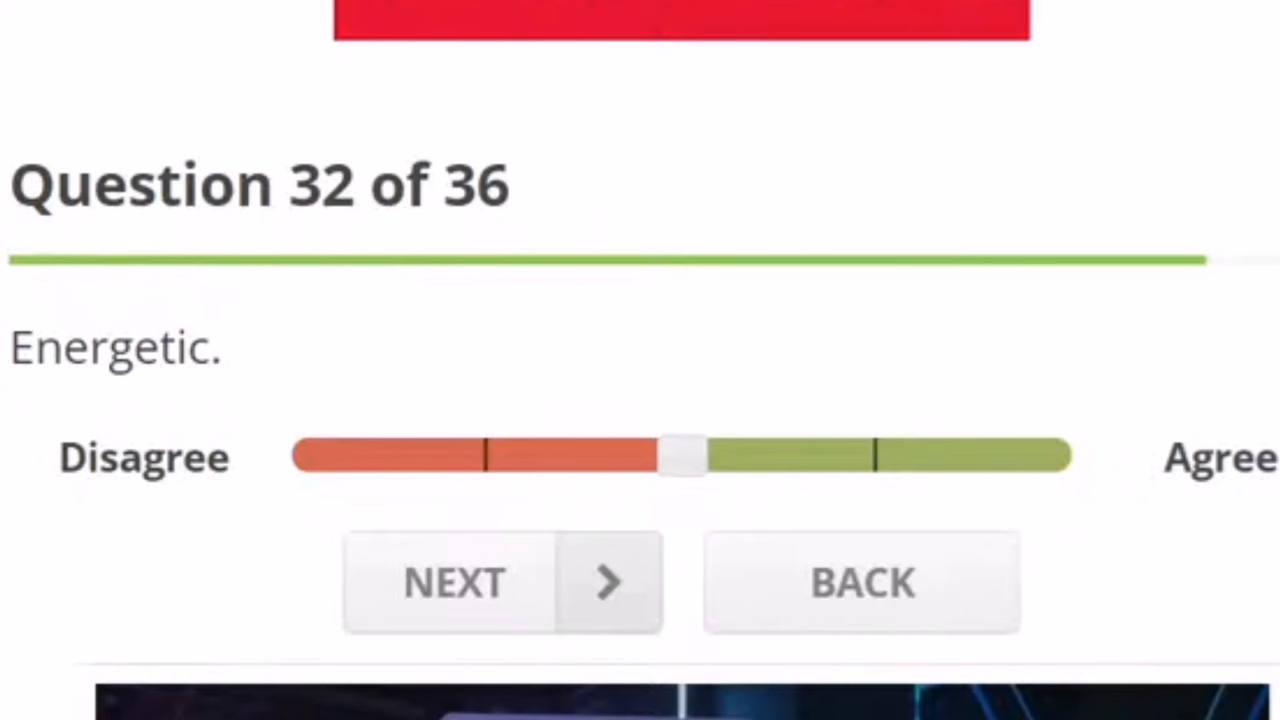 Question 32 of 36
Energetic.
Disagree
Agree
NEXT
BACK